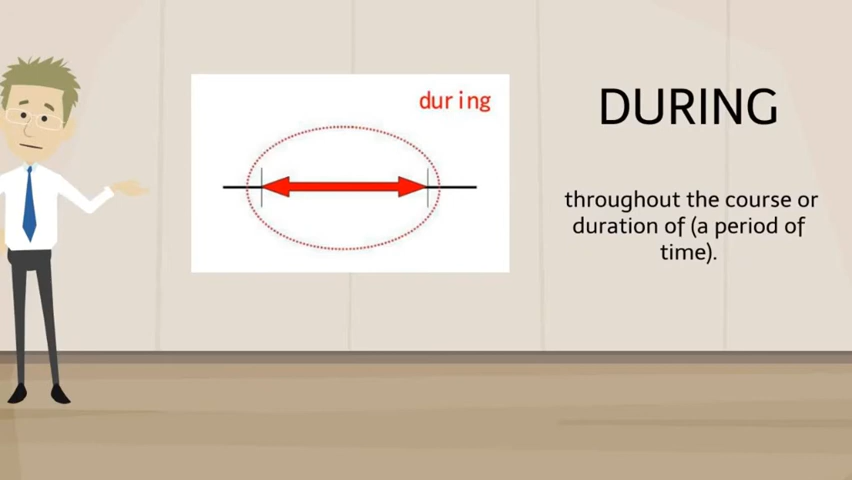 during
DURING
throughout the course or
duration of (a period of
time).